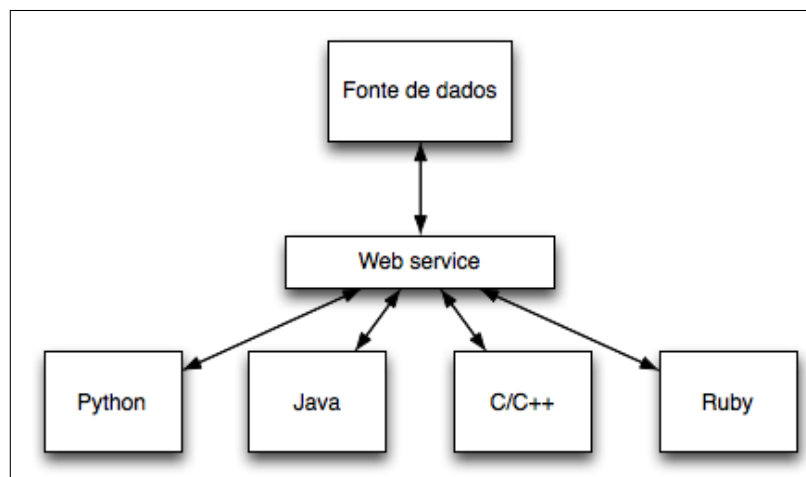 Fonte de dados
Web service
Python
Java
C/C++
Ruby